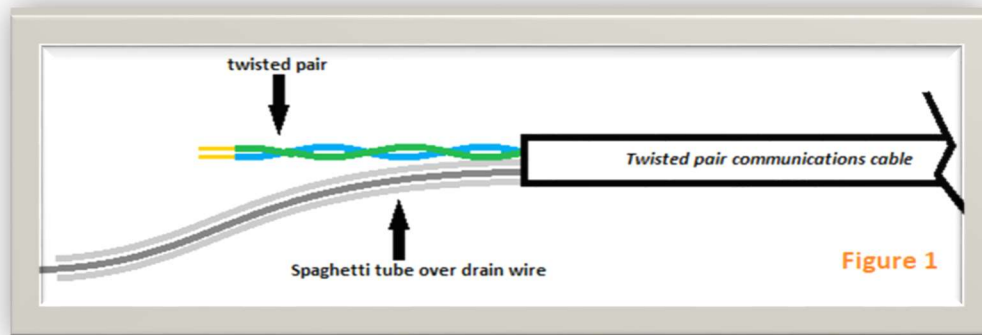 twisted pair
Twisted pair communications cable
Spaghetti tube over drain wire
Figure 1